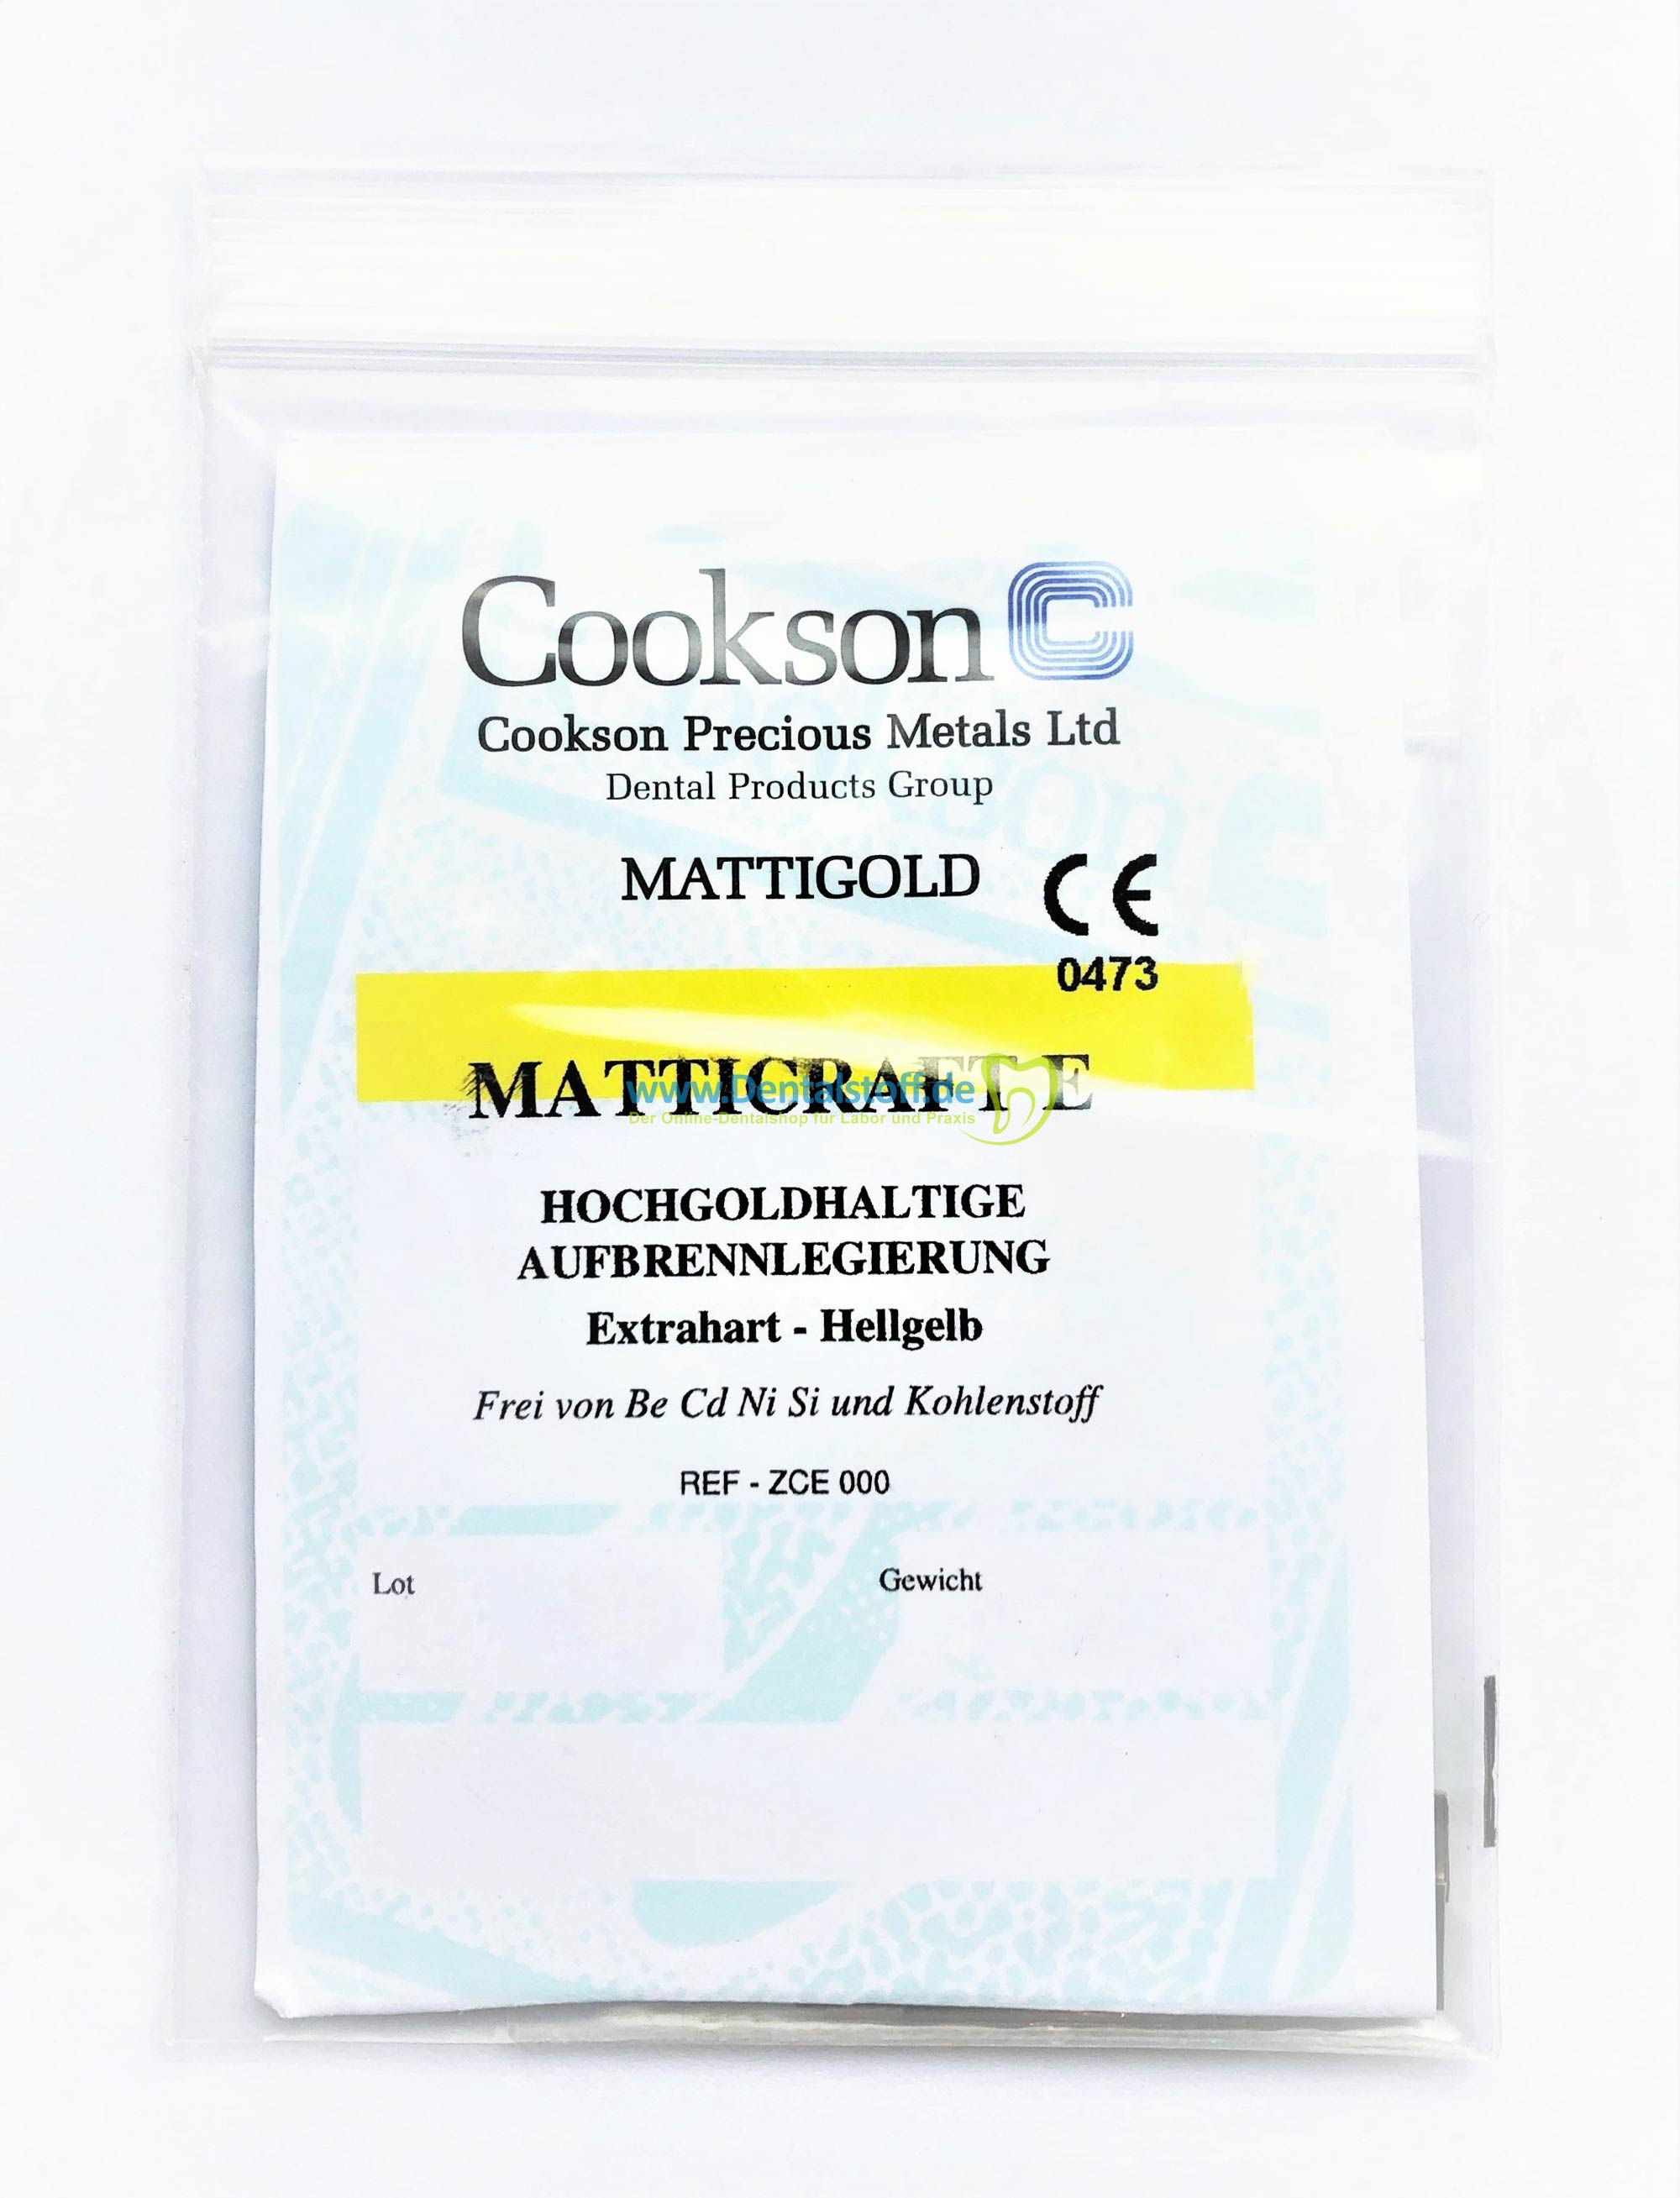 Cookson
Cookson Precious Metals Ltd
Dental Products Group
MATTIGOLD CE
0473
MATTICRAFT E
www.Dentalstoff.de
Der Online-Dentalshop für Labor und Praxis
HOCHGOLDHALTIGE
AUFBRENNLEGIERUNG
Extrahart - Hellgelb
Frei von Be Cd Ni Si und Kohlenstoff
REF - ZCE 000
Lot Gewicht